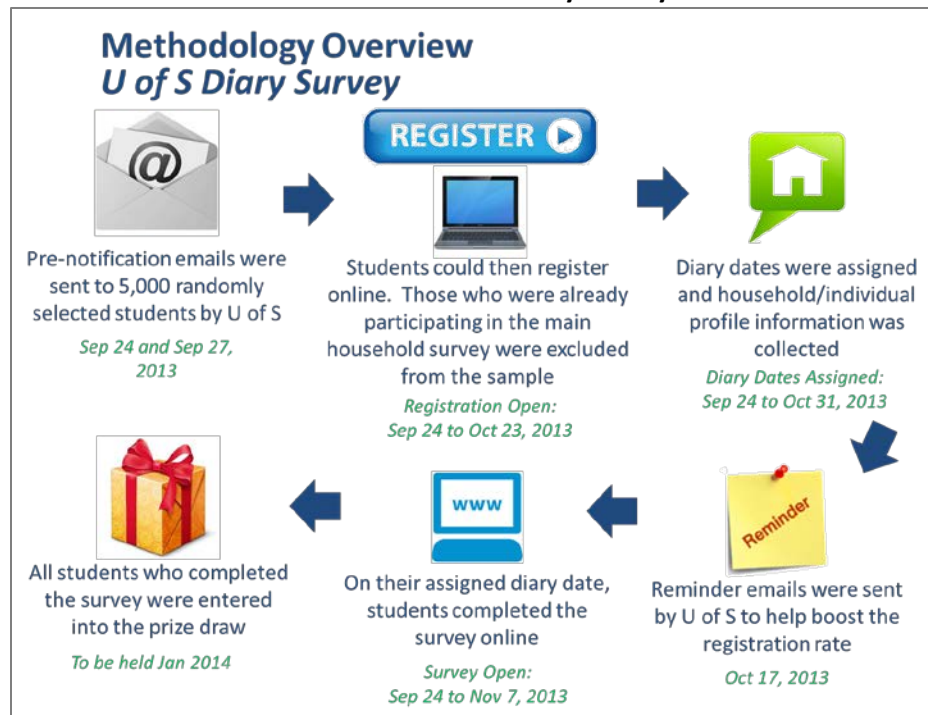 Methodology Overview
U of S Diary Survey
@
Pre-notification emails were
sent to 5,000 randomly
selected students by U of S
Sep 24 and Sep 27,
2013
REGISTER
Students could then register
online. Those who were already
participating in the main
household survey were excluded
from the sample
Registration Open:
Sep 24 to Oct 23, 2013
Diary dates were assigned
and household/individual
profile information was
collected
Diary Dates Assigned:
Sep 24 to Oct 31, 2013
Reminder
Reminder emails were sent
by U of S to help boost the
registration rate
Oct 17, 2013
www
On their assigned diary date,
students completed the
survey online
Survey Open:
Sep 24 to Nov 7, 2013
All students who completed
the survey were entered
into the prize draw
To be held Jan 2014